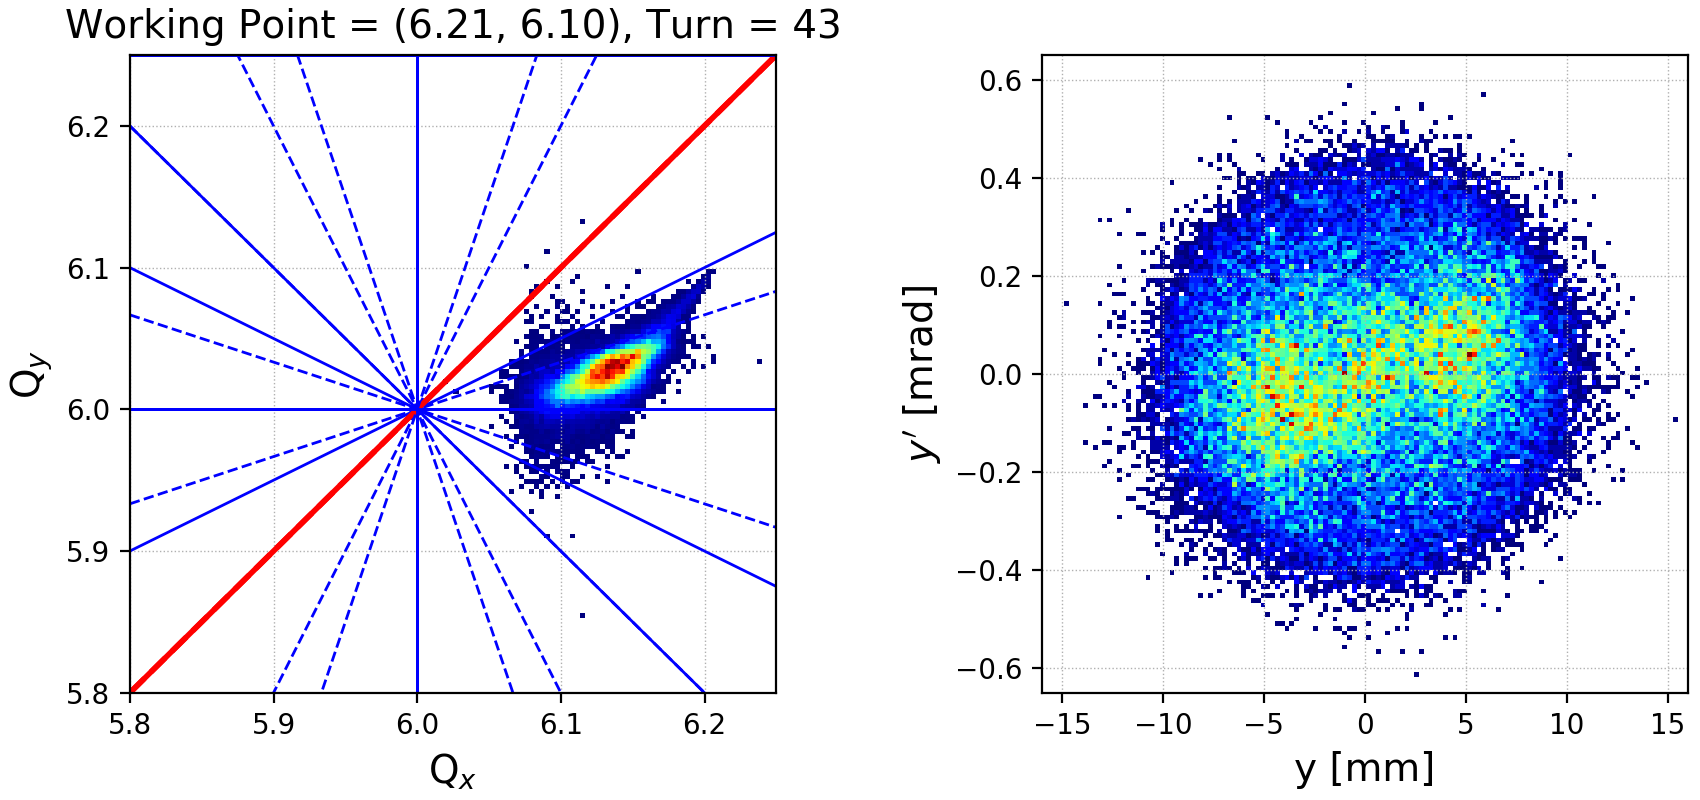 Working Point = (6.21, 6.10), Turn = 43
6.2
6.1
6.0
5.9
5.8
Q_y
5.8 5.9 6.0 6.1 6.2
Q_x
0.6
0.4
0.2
0.0
−0.2
−0.4
−0.6
y′ [mrad]
−15 −10 −5 0 5 10 15
y [mm]